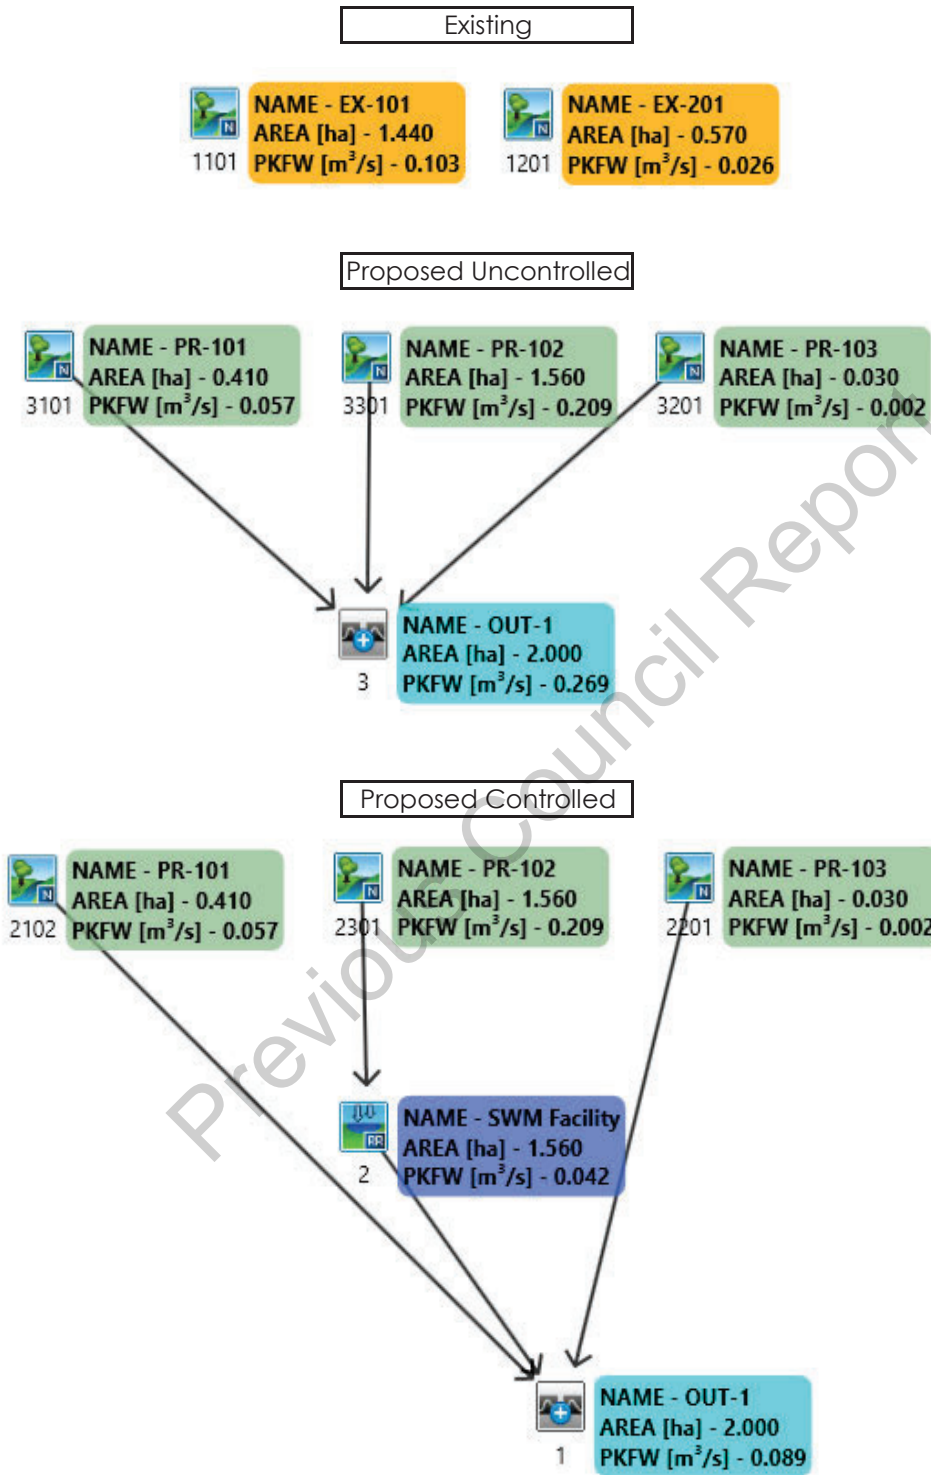 Existing
NAME - EX-101
AREA [ha] - 1.440
PKFW [m³/s] - 0.103
1101
NAME - EX-201
AREA [ha] - 0.570
PKFW [m³/s] - 0.026
1201
Proposed Uncontrolled
NAME - PR-101
AREA [ha] - 0.410
PKFW [m³/s] - 0.057
3101
NAME - PR-102
AREA [ha] - 1.560
PKFW [m³/s] - 0.209
3301
NAME - PR-103
AREA [ha] - 0.030
PKFW [m³/s] - 0.002
3201
NAME - OUT-1
AREA [ha] - 2.000
PKFW [m³/s] - 0.269
3
Proposed Controlled
NAME - PR-101
AREA [ha] - 0.410
PKFW [m³/s] - 0.057
2102
NAME - PR-102
AREA [ha] - 1.560
PKFW [m³/s] - 0.209
2301
NAME - PR-103
AREA [ha] - 0.030
PKFW [m³/s] - 0.002
2201
NAME - SWM Facility
AREA [ha] - 1.560
PKFW [m³/s] - 0.042
2
NAME - OUT-1
AREA [ha] - 2.000
PKFW [m³/s] - 0.089
1
Previous Council Report
N
N
N
N
N
N
N
N
RR